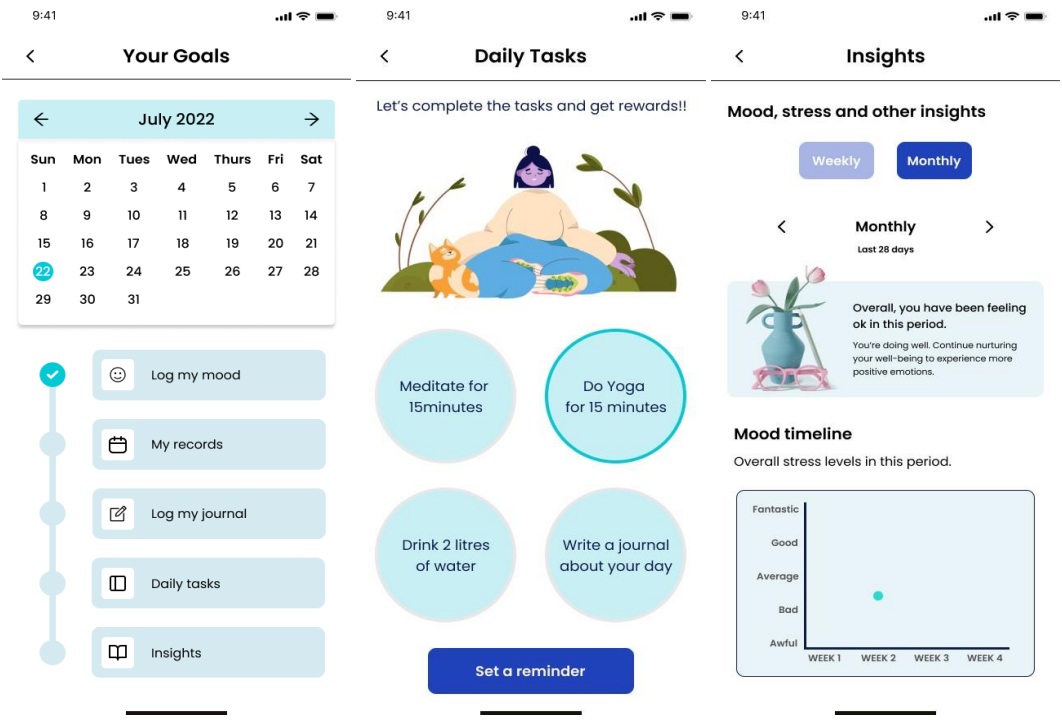 9:41
Your Goals
July 2022
Sun Mon Tues Wed Thurs Fri Sat
1 2 3 4 5 6 7
8 9 10 11 12 13 14
15 16 17 18 19 20 21
22 23 24 25 26 27 28
29 30 31
Log my mood
My records
Log my journal
Daily tasks
Insights
9:41
Daily Tasks
Let's complete the tasks and get rewards!!
Meditate for
15minutes
Do Yoga
for 15 minutes
Drink 2 litres
of water
Write a journal
about your day
Set a reminder
9:41
Insights
Mood, stress and other insights
Weekly
Monthly
Monthly
Last 28 days
Overall, you have been feeling
ok in this period.
You're doing well. Continue nurturing
your well-being to experience more
positive emotions.
Mood timeline
Overall stress levels in this period.
Fantastic
Good
Average
Bad
Awful
WEEK 1 WEEK 2 WEEK 3 WEEK 4